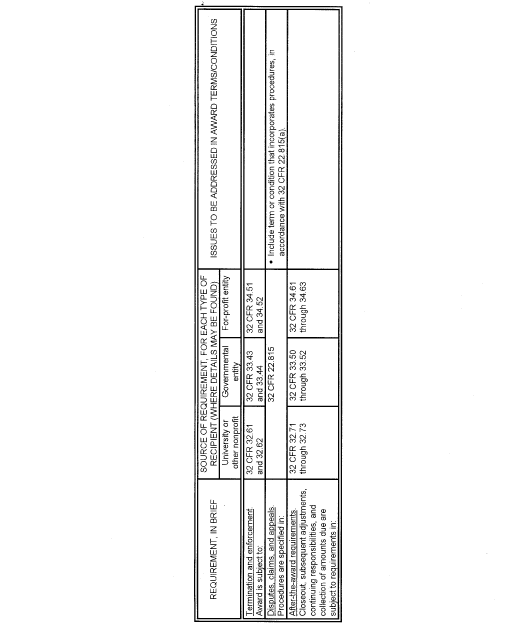 REQUIREMENT, IN BRIEF
SOURCE OF REQUIREMENT, FOR EACH TYPE OF
RECIPIENT (WHERE DETAILS MAY BE FOUND)
University or
other nonprofit
Governmental
entity
For-profit entity
ISSUES TO BE ADDRESSED IN AWARD TERMS/CONDITIONS
Termination and enforcement
Award is subject to:
32 CFR 32.61
and 32.62
32 CFR 33.43
and 33.44
32 CFR 34.51
and 34.52
Disputes, claims, and appeals
Procedures are specified in:
32 CFR 22.815
• Include term or condition that incorporates procedures, in
accordance with 32 CFR 22.815(a).
After-the-award requirements.
Closeout, subsequent adjustments,
continuing responsibilities, and
collection of amounts due are
subject to requirements in:
32 CFR 32.71
through 32.73
32 CFR 33.50
through 33.52
32 CFR 34.61
through 34.63